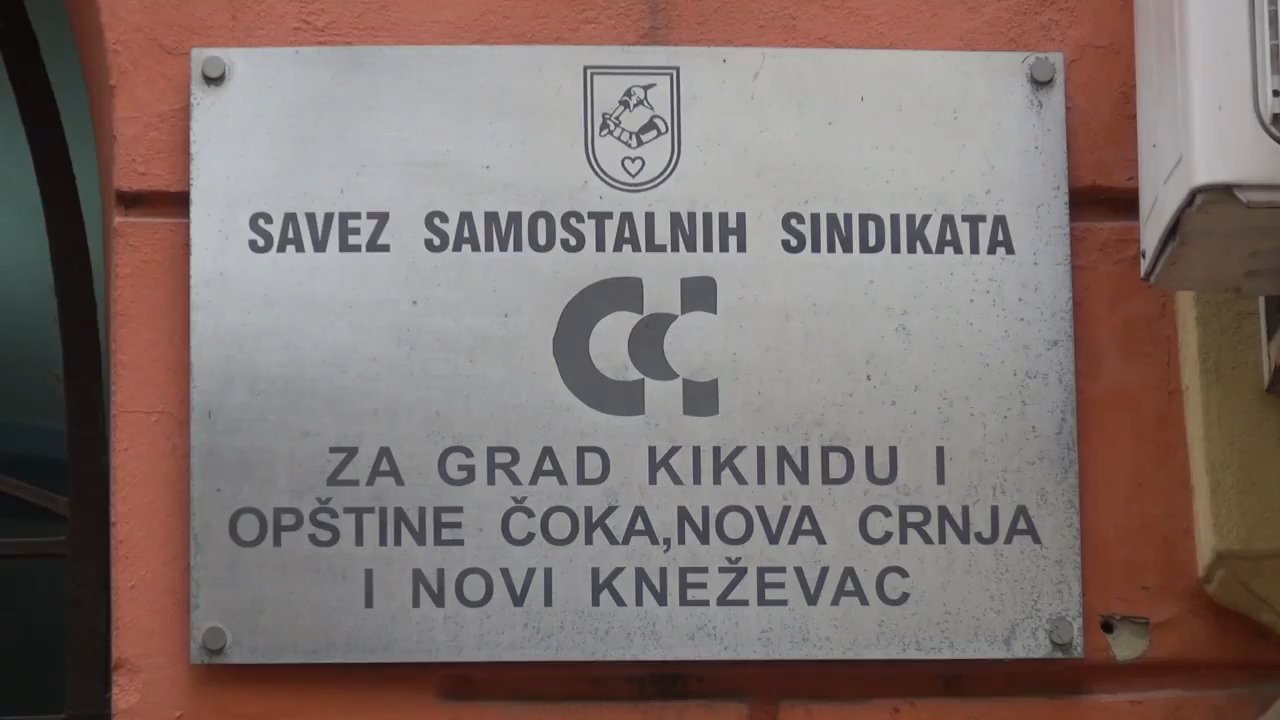 SAVEZ SAMOSTALNIH SINDIKATA
ZA GRAD KIKINDU I
OPŠTINE ČOKA,NOVA CRNJA
I NOVI KNEŽEVAC